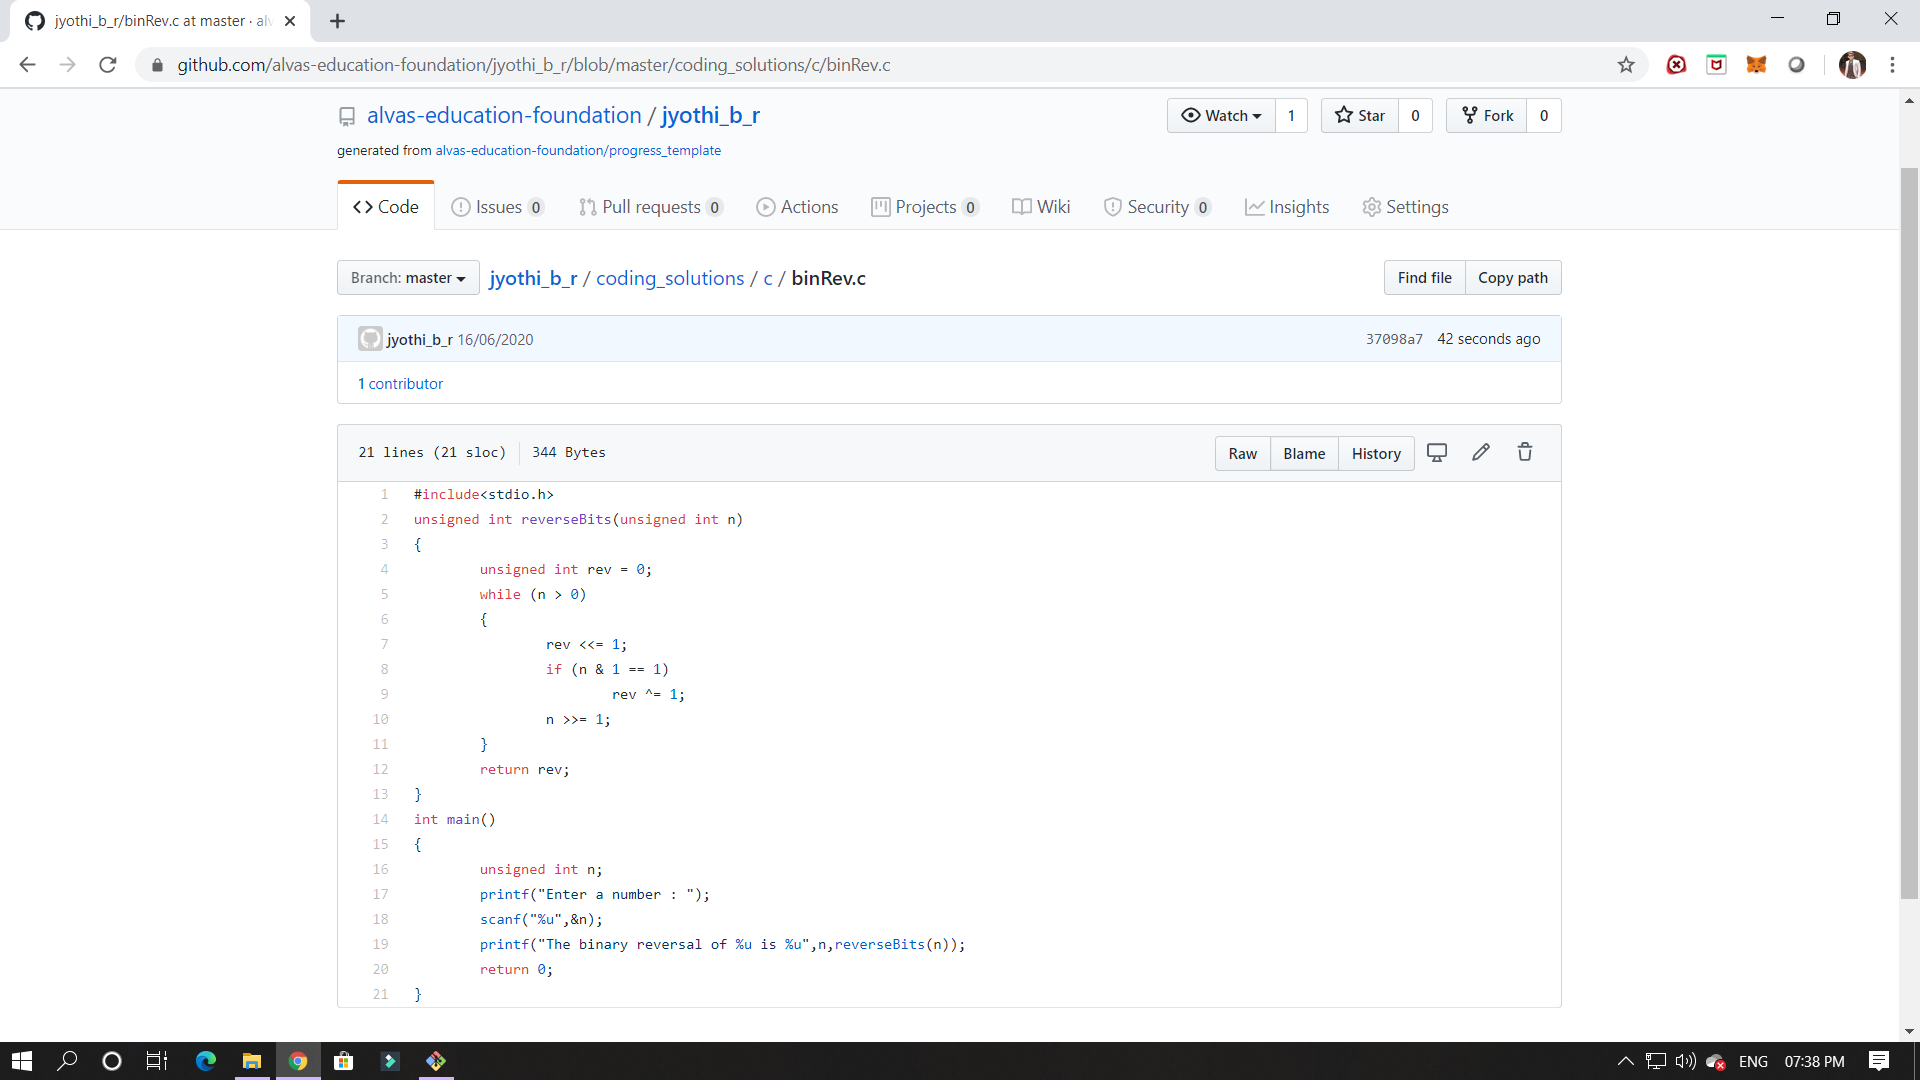 jyothi_b_r/binRev.c at master · alv
github.com/alvas-education-foundation/jyothi_b_r/blob/master/coding_solutions/c/binRev.c
alvas-education-foundation / jyothi_b_r
Watch 1 Star 0 Fork 0
generated from alvas-education-foundation/progress_template
Code Issues 0 Pull requests 0 Actions Projects 0 Wiki Security 0 Insights Settings
Branch: master jyothi_b_r / coding_solutions / c / binRev.c Find file Copy path
jyothi_b_r 16/06/2020 37098a7 42 seconds ago
1 contributor
21 lines (21 sloc) 344 Bytes Raw Blame History
1 #include<stdio.h>
2 unsigned int reverseBits(unsigned int n)
3 {
4 unsigned int rev = 0;
5 while (n > 0)
6 {
7 rev <<= 1;
8 if (n & 1 == 1)
9 rev ^= 1;
10 n >>= 1;
11 }
12 return rev;
13 }
14 int main()
15 {
16 unsigned int n;
17 printf("Enter a number : ");
18 scanf("%u",&n);
19 printf("The binary reversal of %u is %u",n,reverseBits(n));
20 return 0;
21 }
ENG 07:38 PM